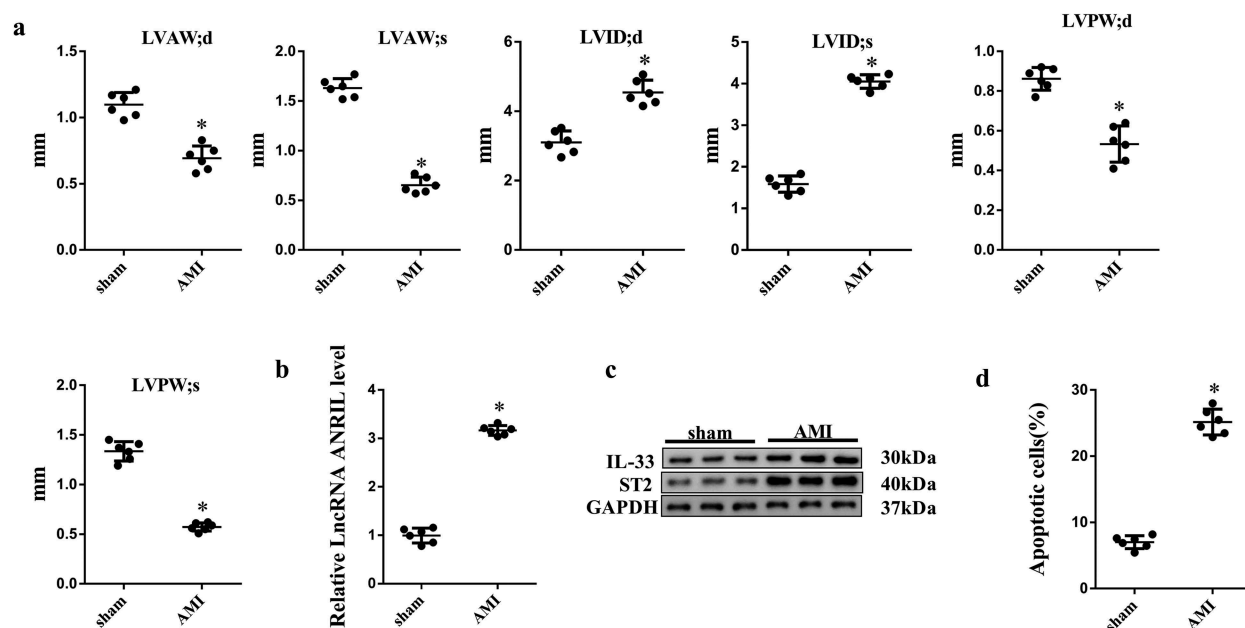 a
LVAW;d
1.5
1.0
0.5
0.0
mm
*
sham
AMI
LVAW;s
2.0
1.5
1.0
0.5
0.0
mm
*
sham
AMI
LVID;d
6
4
2
0
mm
*
sham
AMI
LVID;s
5
4
3
2
1
0
mm
*
sham
AMI
LVPW;d
1.0
0.8
0.6
0.4
0.2
0.0
mm
*
sham
AMI
LVPW;s
2.0
1.5
1.0
0.5
0.0
mm
*
sham
AMI
b
Relative LncRNA ANRIL level
4
3
2
1
0
*
sham
AMI
c
sham AMI
IL-33 30kDa
ST2 40kDa
GAPDH 37kDa
d
Apoptotic cells(%)
30
20
10
0
*
sham
AMI